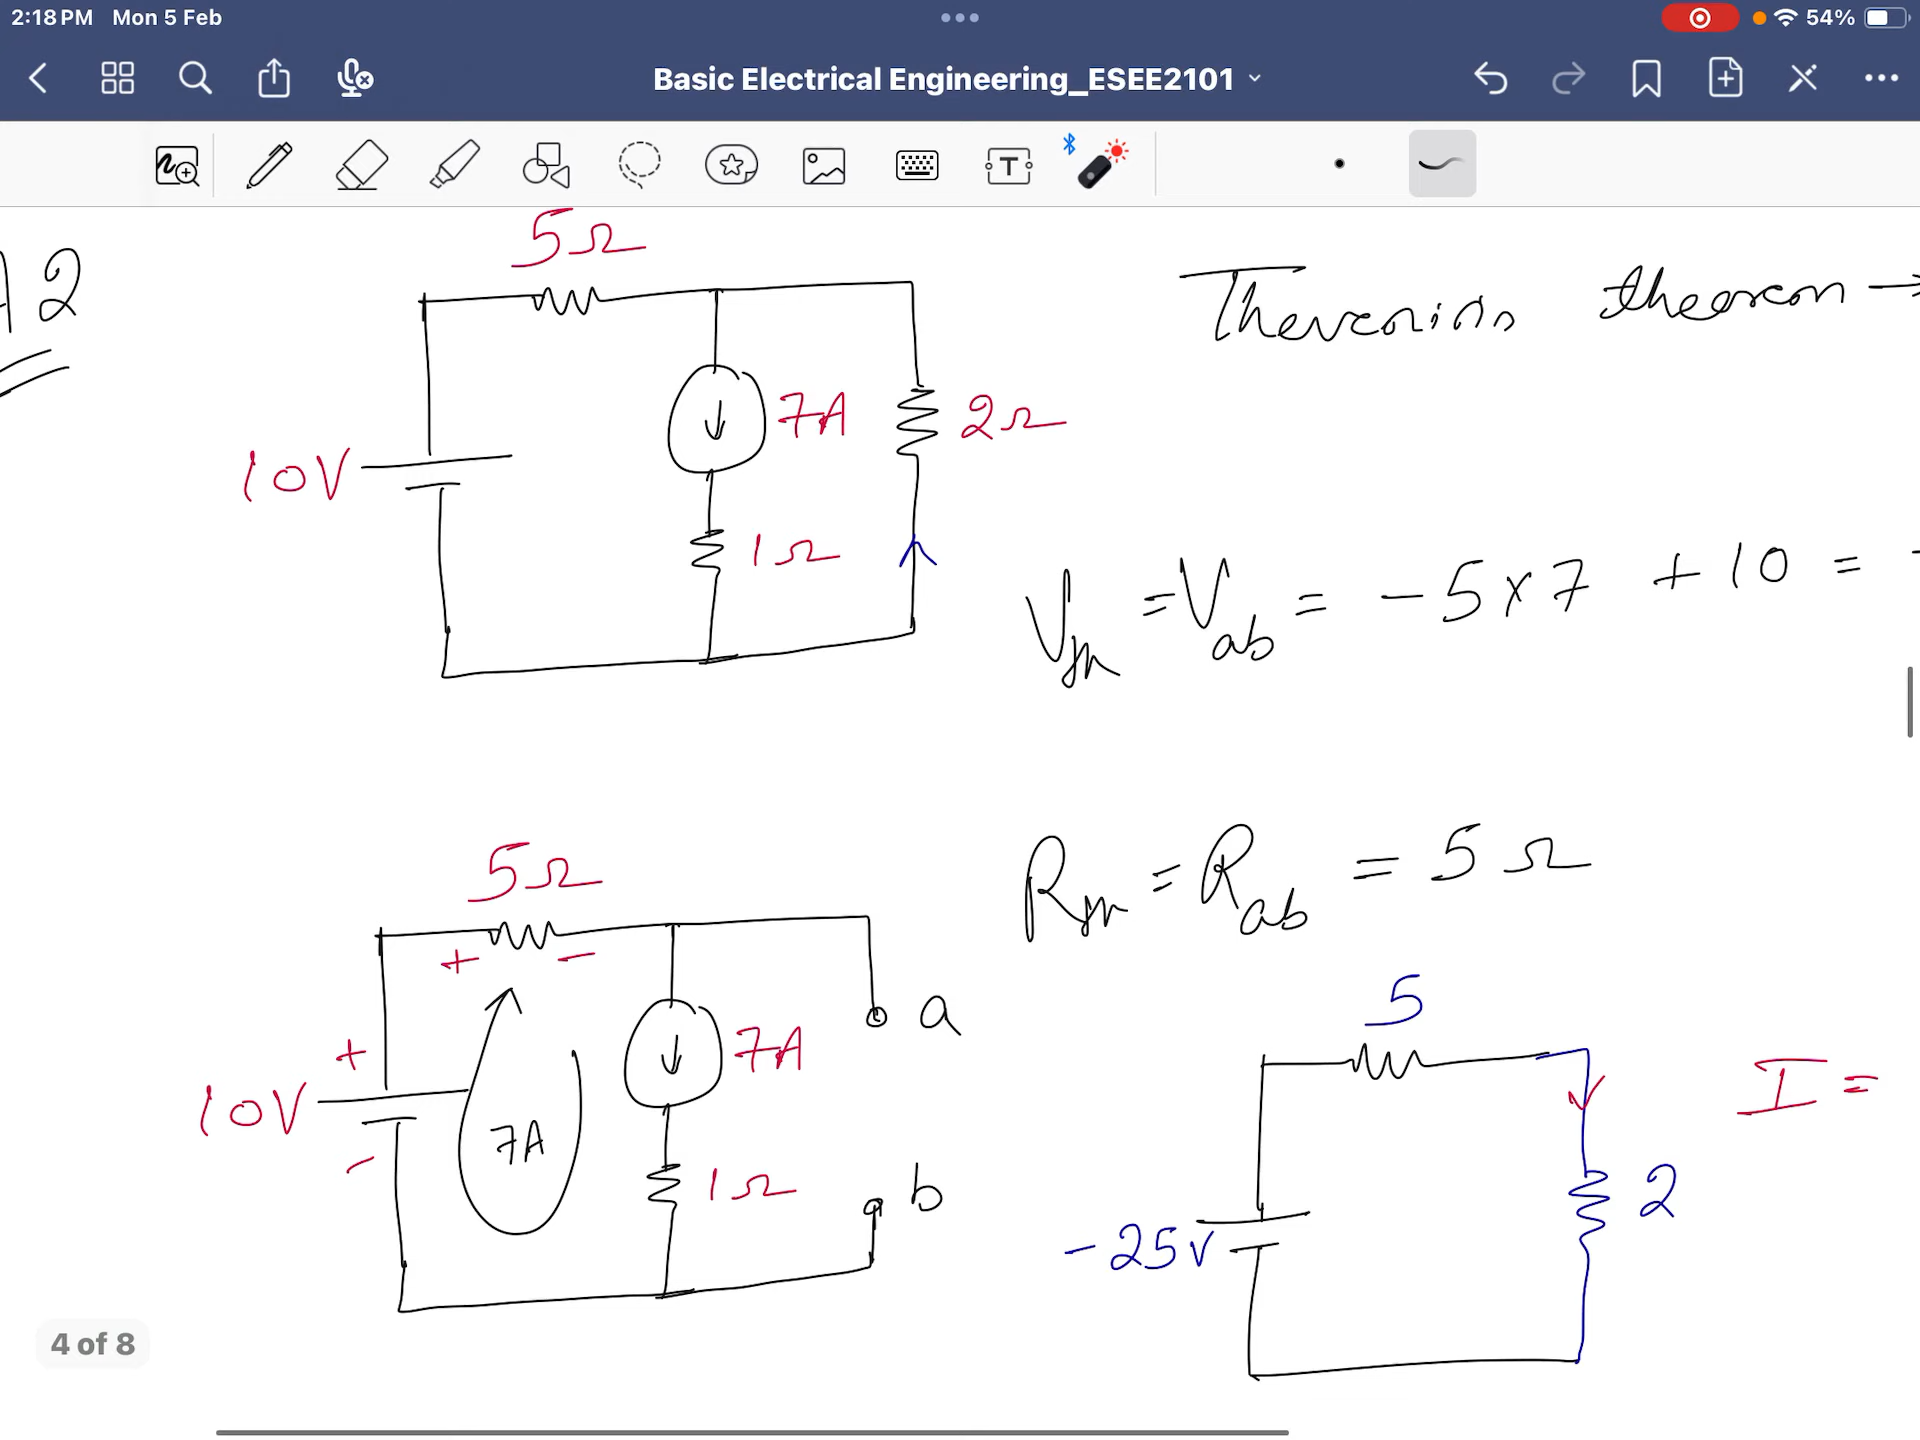 2:18 PM Mon 5 Feb
54%
Basic Electrical Engineering_ESEE2101
T
A2
5Ω
10V
7A
2Ω
1Ω
Thevenin's theorem →
Vth = Vab = -5×7 + 10 =
Rth = Rab = 5Ω
5Ω
+ -
+
10V
-
7A
7A
1Ω
a
b
5
-25V
2
I =
4 of 8